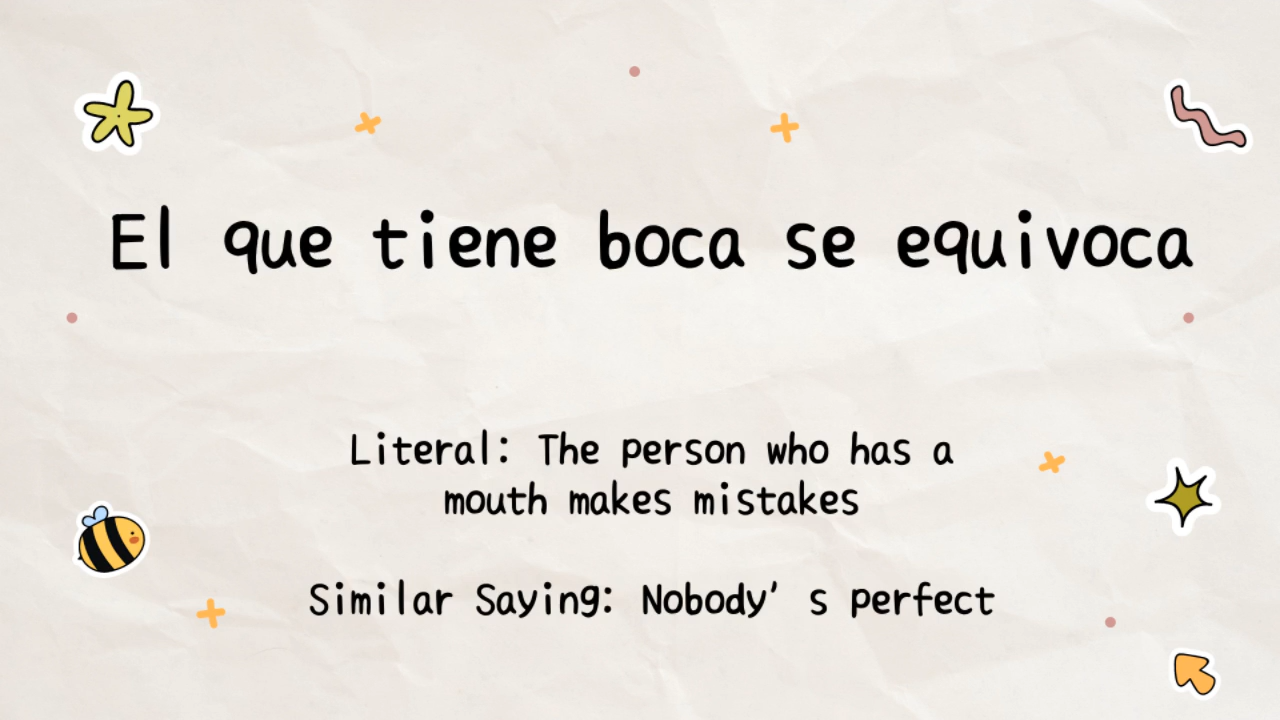 El que tiene boca se equivoca
Literal: The person who has a
mouth makes mistakes
Similar Saying: Nobody’s perfect